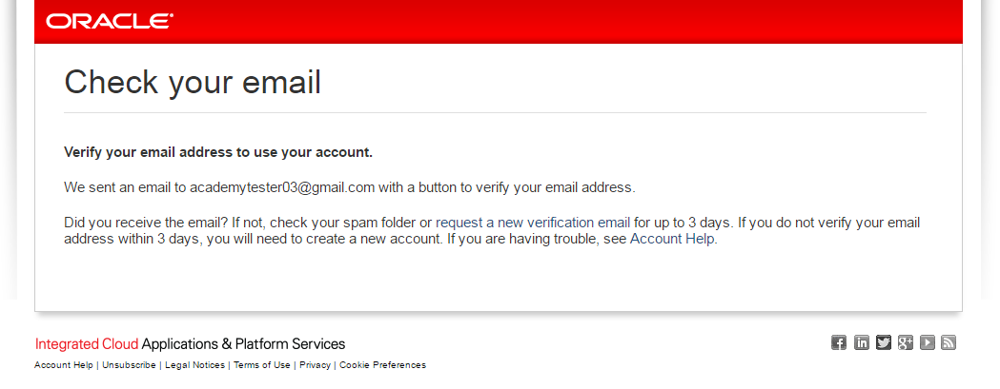 ORACLE®
Check your email
Verify your email address to use your account.
We sent an email to academytester03@gmail.com with a button to verify your email address.
Did you receive the email? If not, check your spam folder or request a new verification email for up to 3 days. If you do not verify your email
address within 3 days, you will need to create a new account. If you are having trouble, see Account Help.
Integrated Cloud Applications & Platform Services
Account Help | Unsubscribe | Legal Notices | Terms of Use | Privacy | Cookie Preferences